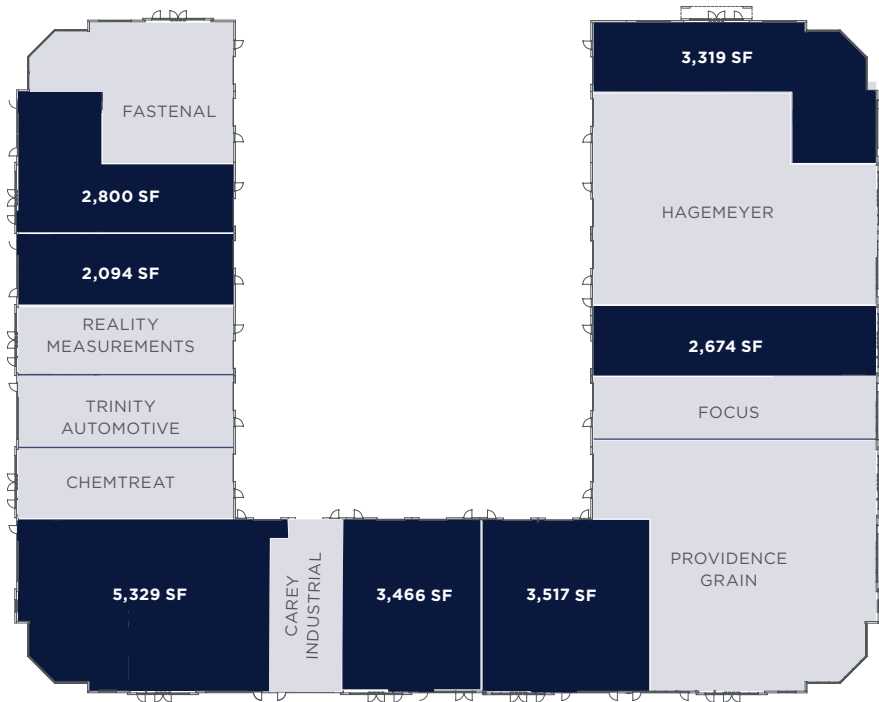 3,319 SF
FASTENAL
2,800 SF
HAGEMEYER
2,094 SF
REALITY
MEASUREMENTS
2,674 SF
TRINITY
AUTOMOTIVE
FOCUS
CHEMTREAT
5,329 SF
CAREY
INDUSTRIAL
3,466 SF
3,517 SF
PROVIDENCE
GRAIN